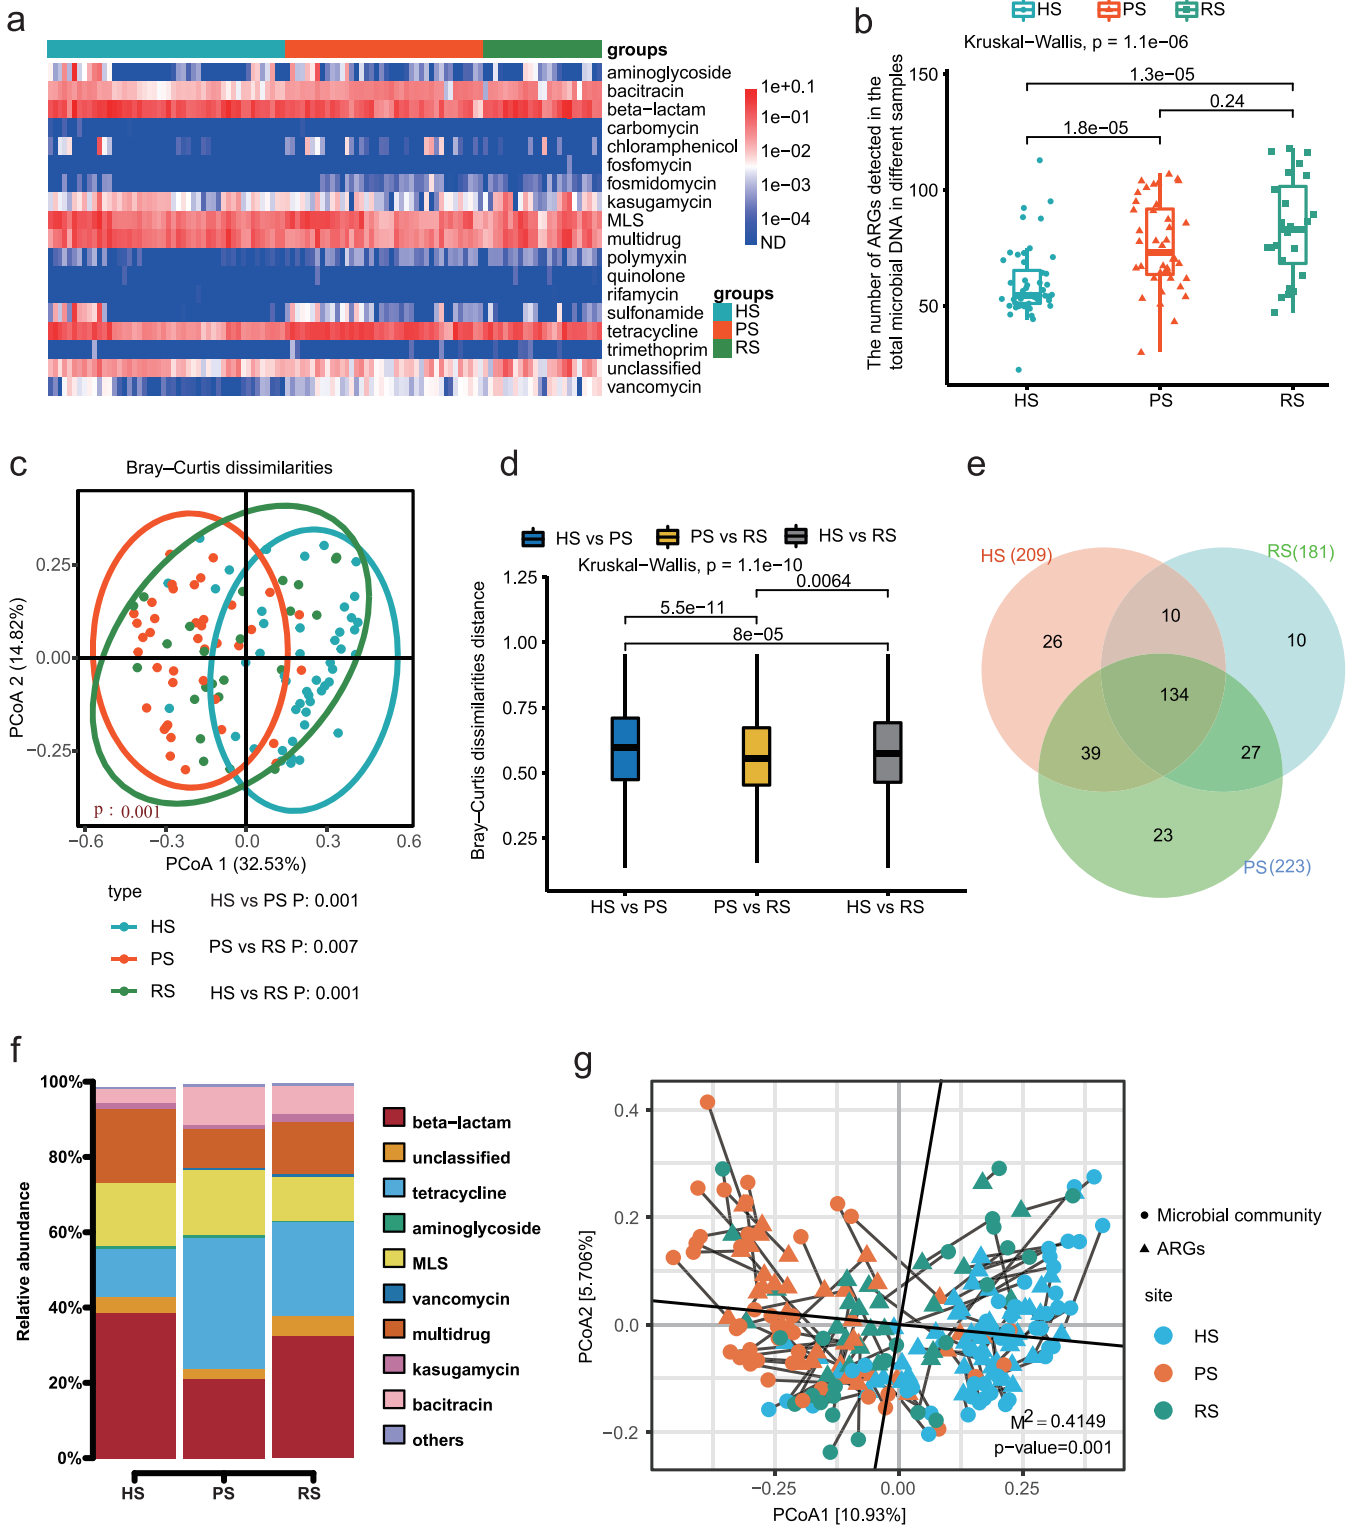 a
groups
aminoglycoside
bacitracin
beta−lactam
carbomycin
chloramphenicol
fosfomycin
fosmidomycin
kasugamycin
MLS
multidrug
polymyxin
quinolone
rifamycin
sulfonamide
tetracycline
trimethoprim
unclassified
vancomycin
1e+0.1
1e−01
1e−02
1e−03
1e−04
ND
groups
HS
PS
RS
b
HS PS RS
Kruskal−Wallis, p = 1.1e−06
1.3e−05
0.24
1.8e−05
The number of ARGs detected in the
total microbial DNA in different samples
150
100
50
HS PS RS
c
Bray−Curtis dissimilarities
PCoA 2 (14.82%)
0.25
0.00
−0.25
p : 0.001
−0.6 −0.3 0.0 0.3 0.6
PCoA 1 (32.53%)
type
HS
PS
RS
HS vs PS P: 0.001
PS vs RS P: 0.007
HS vs RS P: 0.001
d
HS vs PS PS vs RS HS vs RS
Kruskal−Wallis, p = 1.1e−10
0.0064
5.5e−11
8e−05
Bray−Curtis dissimilarities distance
1.25
1.00
0.75
0.50
0.25
HS vs PS PS vs RS HS vs RS
e
HS (209)
RS(181)
10
26
10
134
39
27
23
PS(223)
f
Relative abundance
100%
80%
60%
40%
20%
0%
HS PS RS
beta−lactam
unclassified
tetracycline
aminoglycoside
MLS
vancomycin
multidrug
kasugamycin
bacitracin
others
g
PCoA2 [5.706%]
0.4
0.2
0.0
−0.2
M2 = 0.4149
p−value=0.001
−0.25 0.00 0.25
PCoA1 [10.93%]
Microbial community
ARGs
site
HS
PS
RS